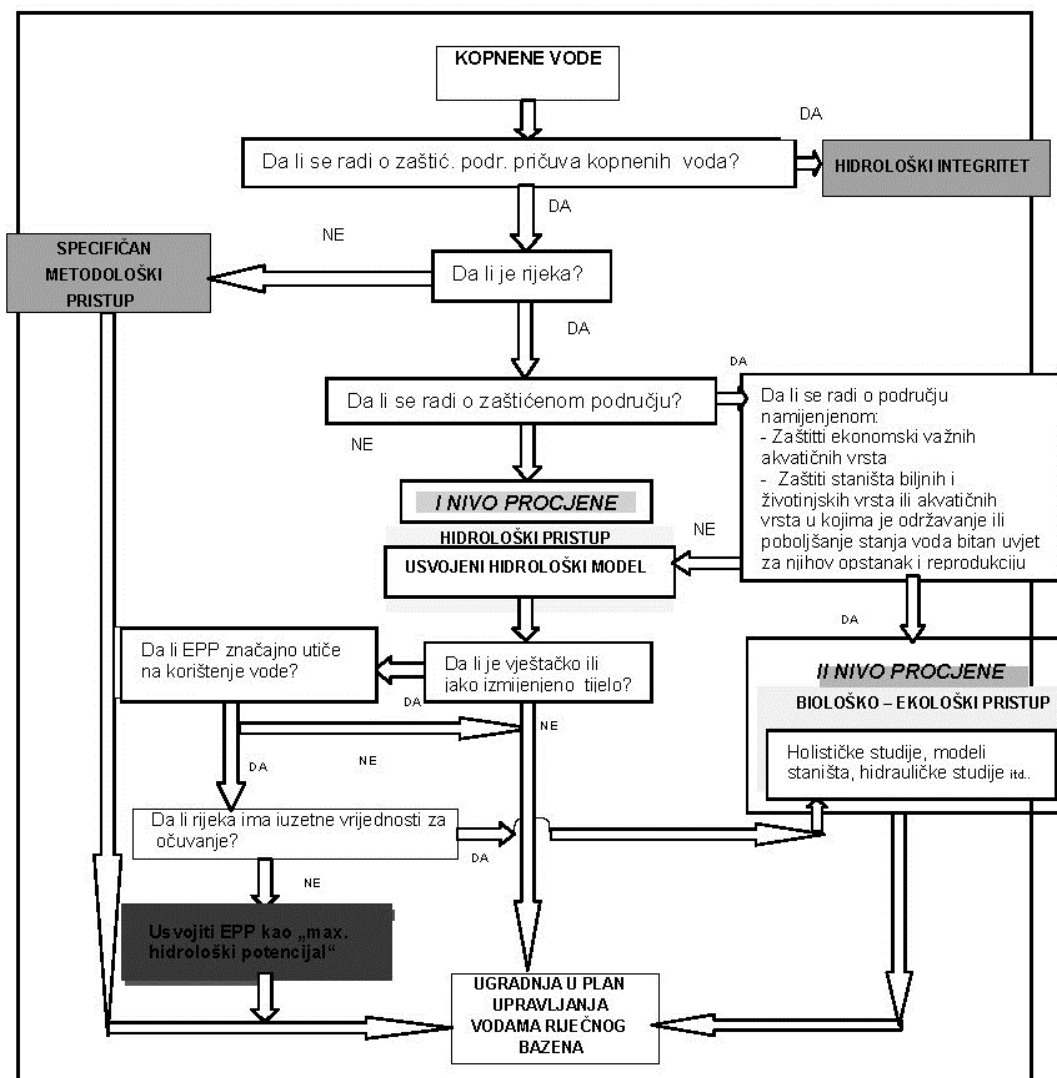 KOPNENE VODE
DA
Da li se radi o zaštić. podr. pričuva kopnenih voda?
HIDROLOŠKI INTEGRITET
DA
NE
SPECIFIČAN
METODOLOŠKI
PRISTUP
Da li je rijeka?
DA
DA
Da li se radi o zaštićenom području?
NE
Da li se radi o području
namijenjenom:
- Zaštitti ekonomski važnih
akvatičnih vrsta
- Zaštiti staništa biljnih i
životinjskih vrsta ili akvatičnih
vrsta u kojima je održavanje ili
poboljšanje stanja voda bitan uvjet
za njihov opstanak i reprodukciju
I NIVO PROCJENE
HIDROLOŠKI PRISTUP
USVOJENI HIDROLOŠKI MODEL
NE
DA
Da li EPP značajno utiče
na korištenje vode?
Da li je vještačko ili
jako izmijenjeno tijelo?
DA
NE
NE
DA
II NIVO PROCJENE
BIOLOŠKO – EKOLOŠKI PRISTUP
Holističke studije, modeli
staništa, hidrauličke studije itd..
Da li rijeka ima iuzetne vrijednosti za
očuvanje?
DA
NE
Usvojiti EPP kao „max.
hidrološki potencijal“
UGRADNJA U PLAN
UPRAVLJANJA
VODAMA RIJEČNOG
BAZENA